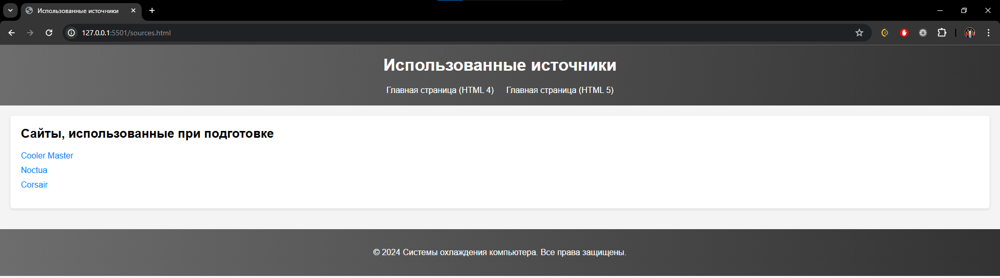 Использованные источники
127.0.0.1:5501/sources.html
Использованные источники
Главная страница (HTML 4) Главная страница (HTML 5)
Сайты, использованные при подготовке
Cooler Master
Noctua
Corsair
© 2024 Системы охлаждения компьютера. Все права защищены.